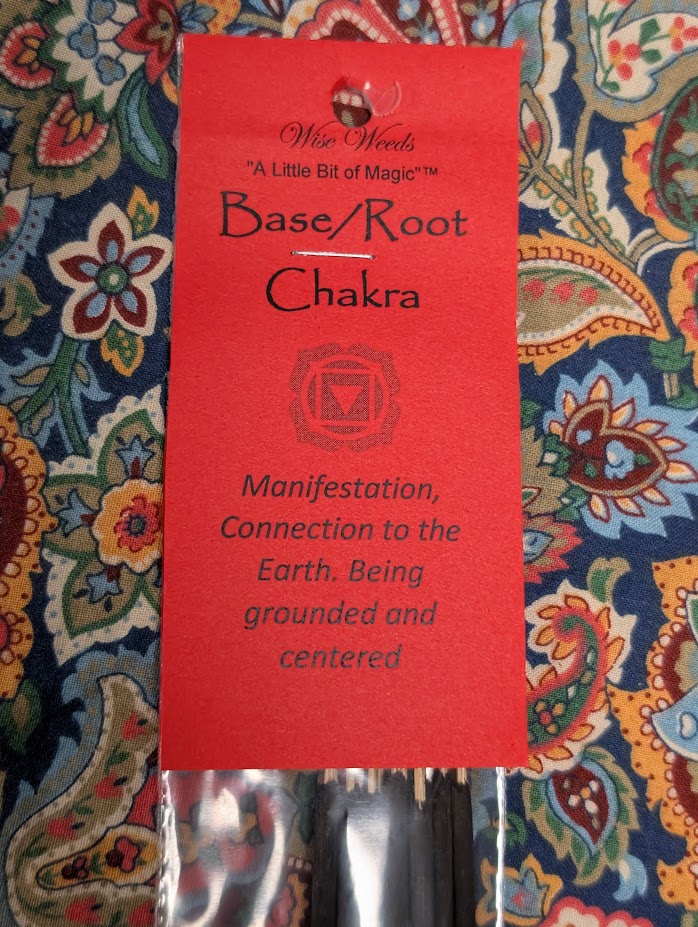 Wise Weeds
"A Little Bit of Magic"™
Base/Root
Chakra
Manifestation,
Connection to the
Earth. Being
grounded and
centered